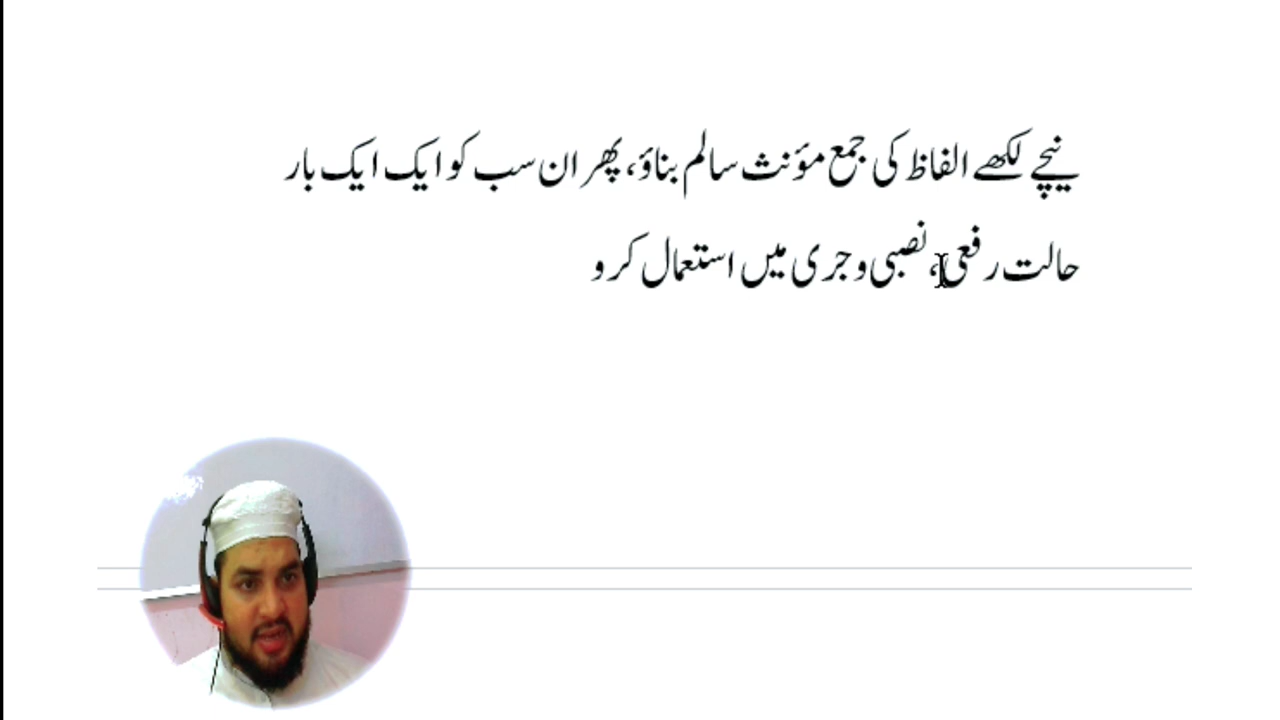 نیچے لکھے الفاظ کی جمع مؤنث سالم بناؤ، پھر ان سب کو ایک ایک بار
حالت رفعی، نصبی و جری میں استعمال کرو